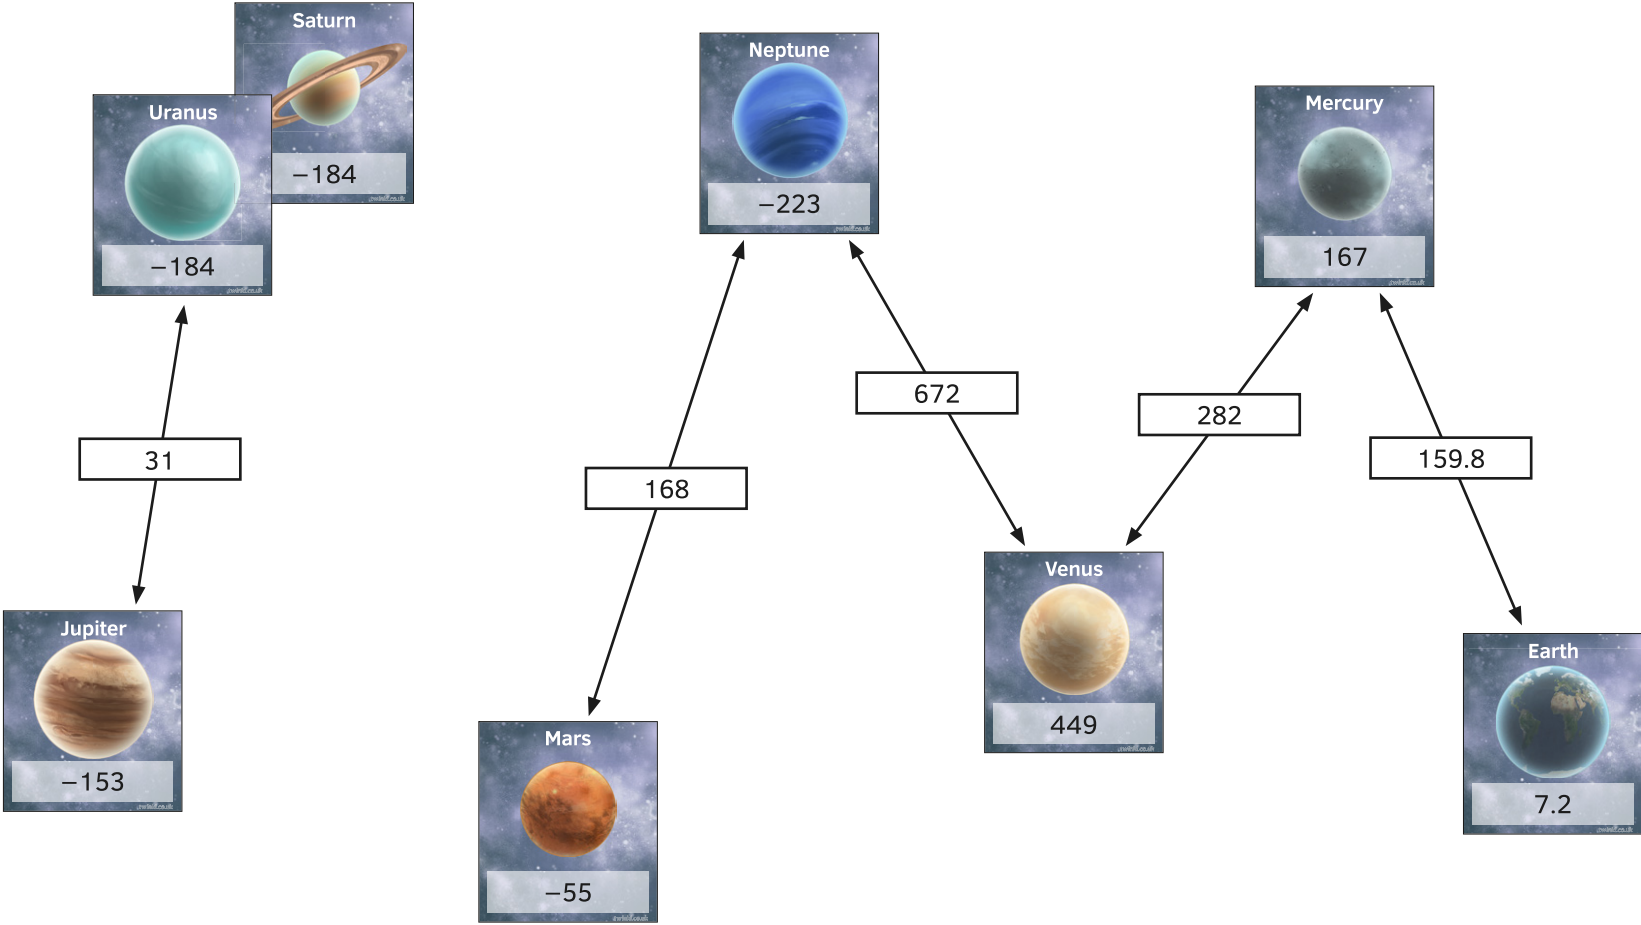 Saturn
−184
Uranus
−184
31
Jupiter
−153
Neptune
−223
168
672
Mars
−55
Mercury
167
282
159.8
Venus
449
Earth
7.2